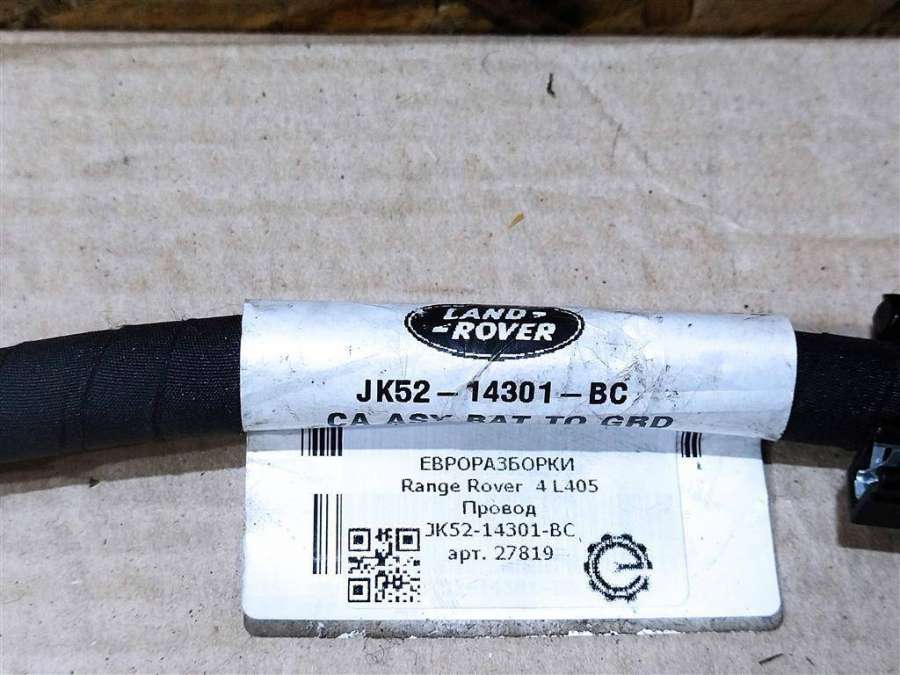 LAND-
-ROVER
JK52-14301-BC
CA ASY BAT TO GRD
ЕВРОРАЗБОРКИ
Range Rover 4 L405
Провод
JK52-14301-BC
арт. 27819